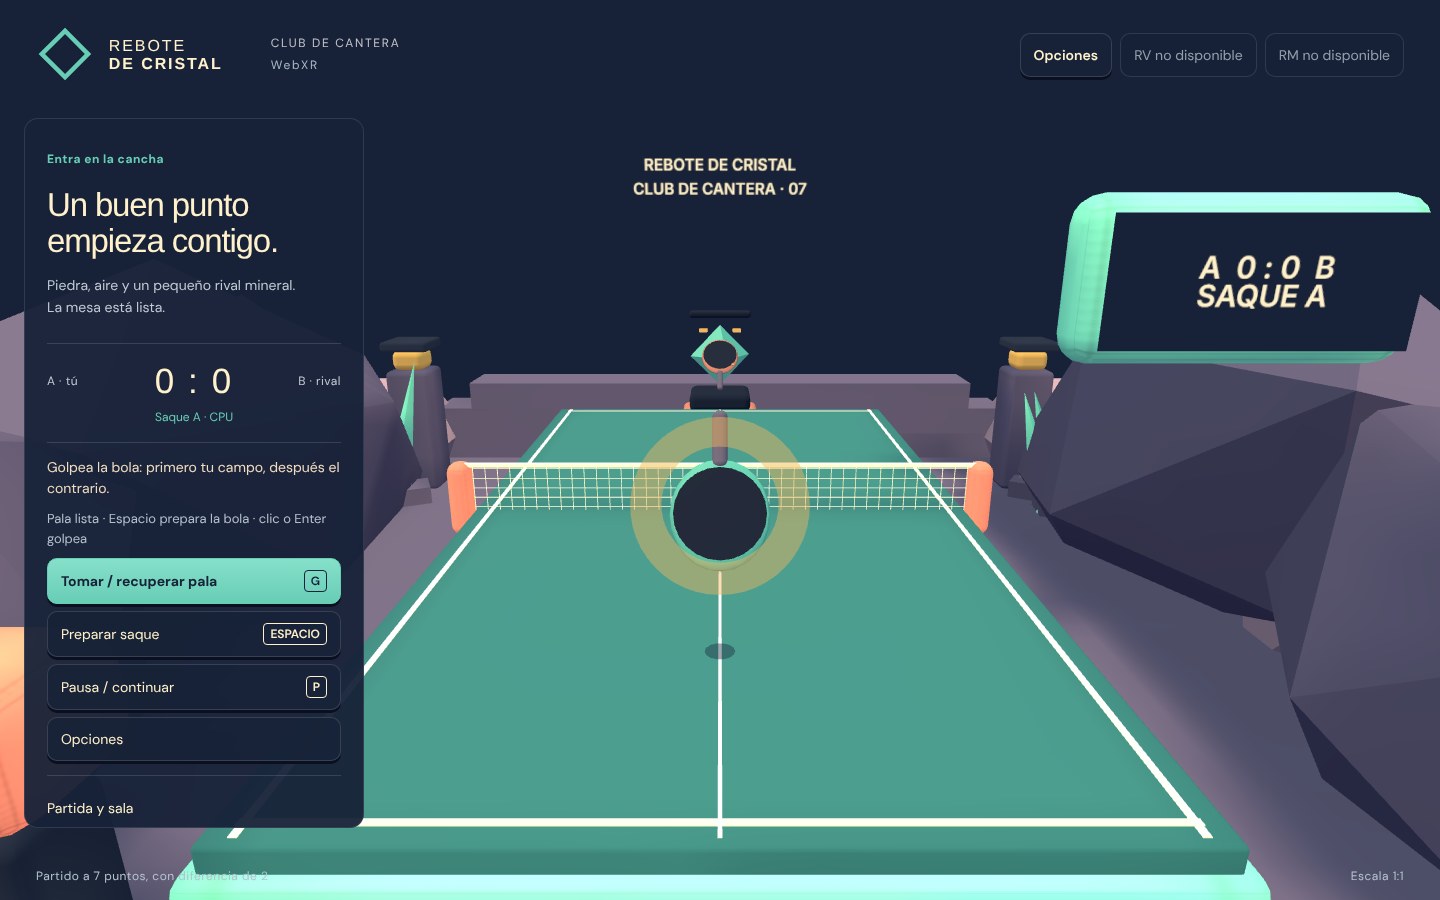 REBOTE
DE CRISTAL
CLUB DE CANTERA
WebXR
Opciones
RV no disponible
RM no disponible
Entra en la cancha
Un buen punto
empieza contigo.
Piedra, aire y un pequeño rival mineral.
La mesa está lista.
A · tú
0 : 0
B · rival
Saque A · CPU
Golpea la bola: primero tu campo, después el
contrario.
Pala lista · Espacio prepara la bola · clic o Enter
golpea
Tomar / recuperar pala
G
Preparar saque
ESPACIO
Pausa / continuar
P
Opciones
Partida y sala
REBOTE DE CRISTAL
CLUB DE CANTERA · 07
A 0:0 B
SAQUE A
Partido a 7 puntos, con diferencia de 2
Escala 1:1